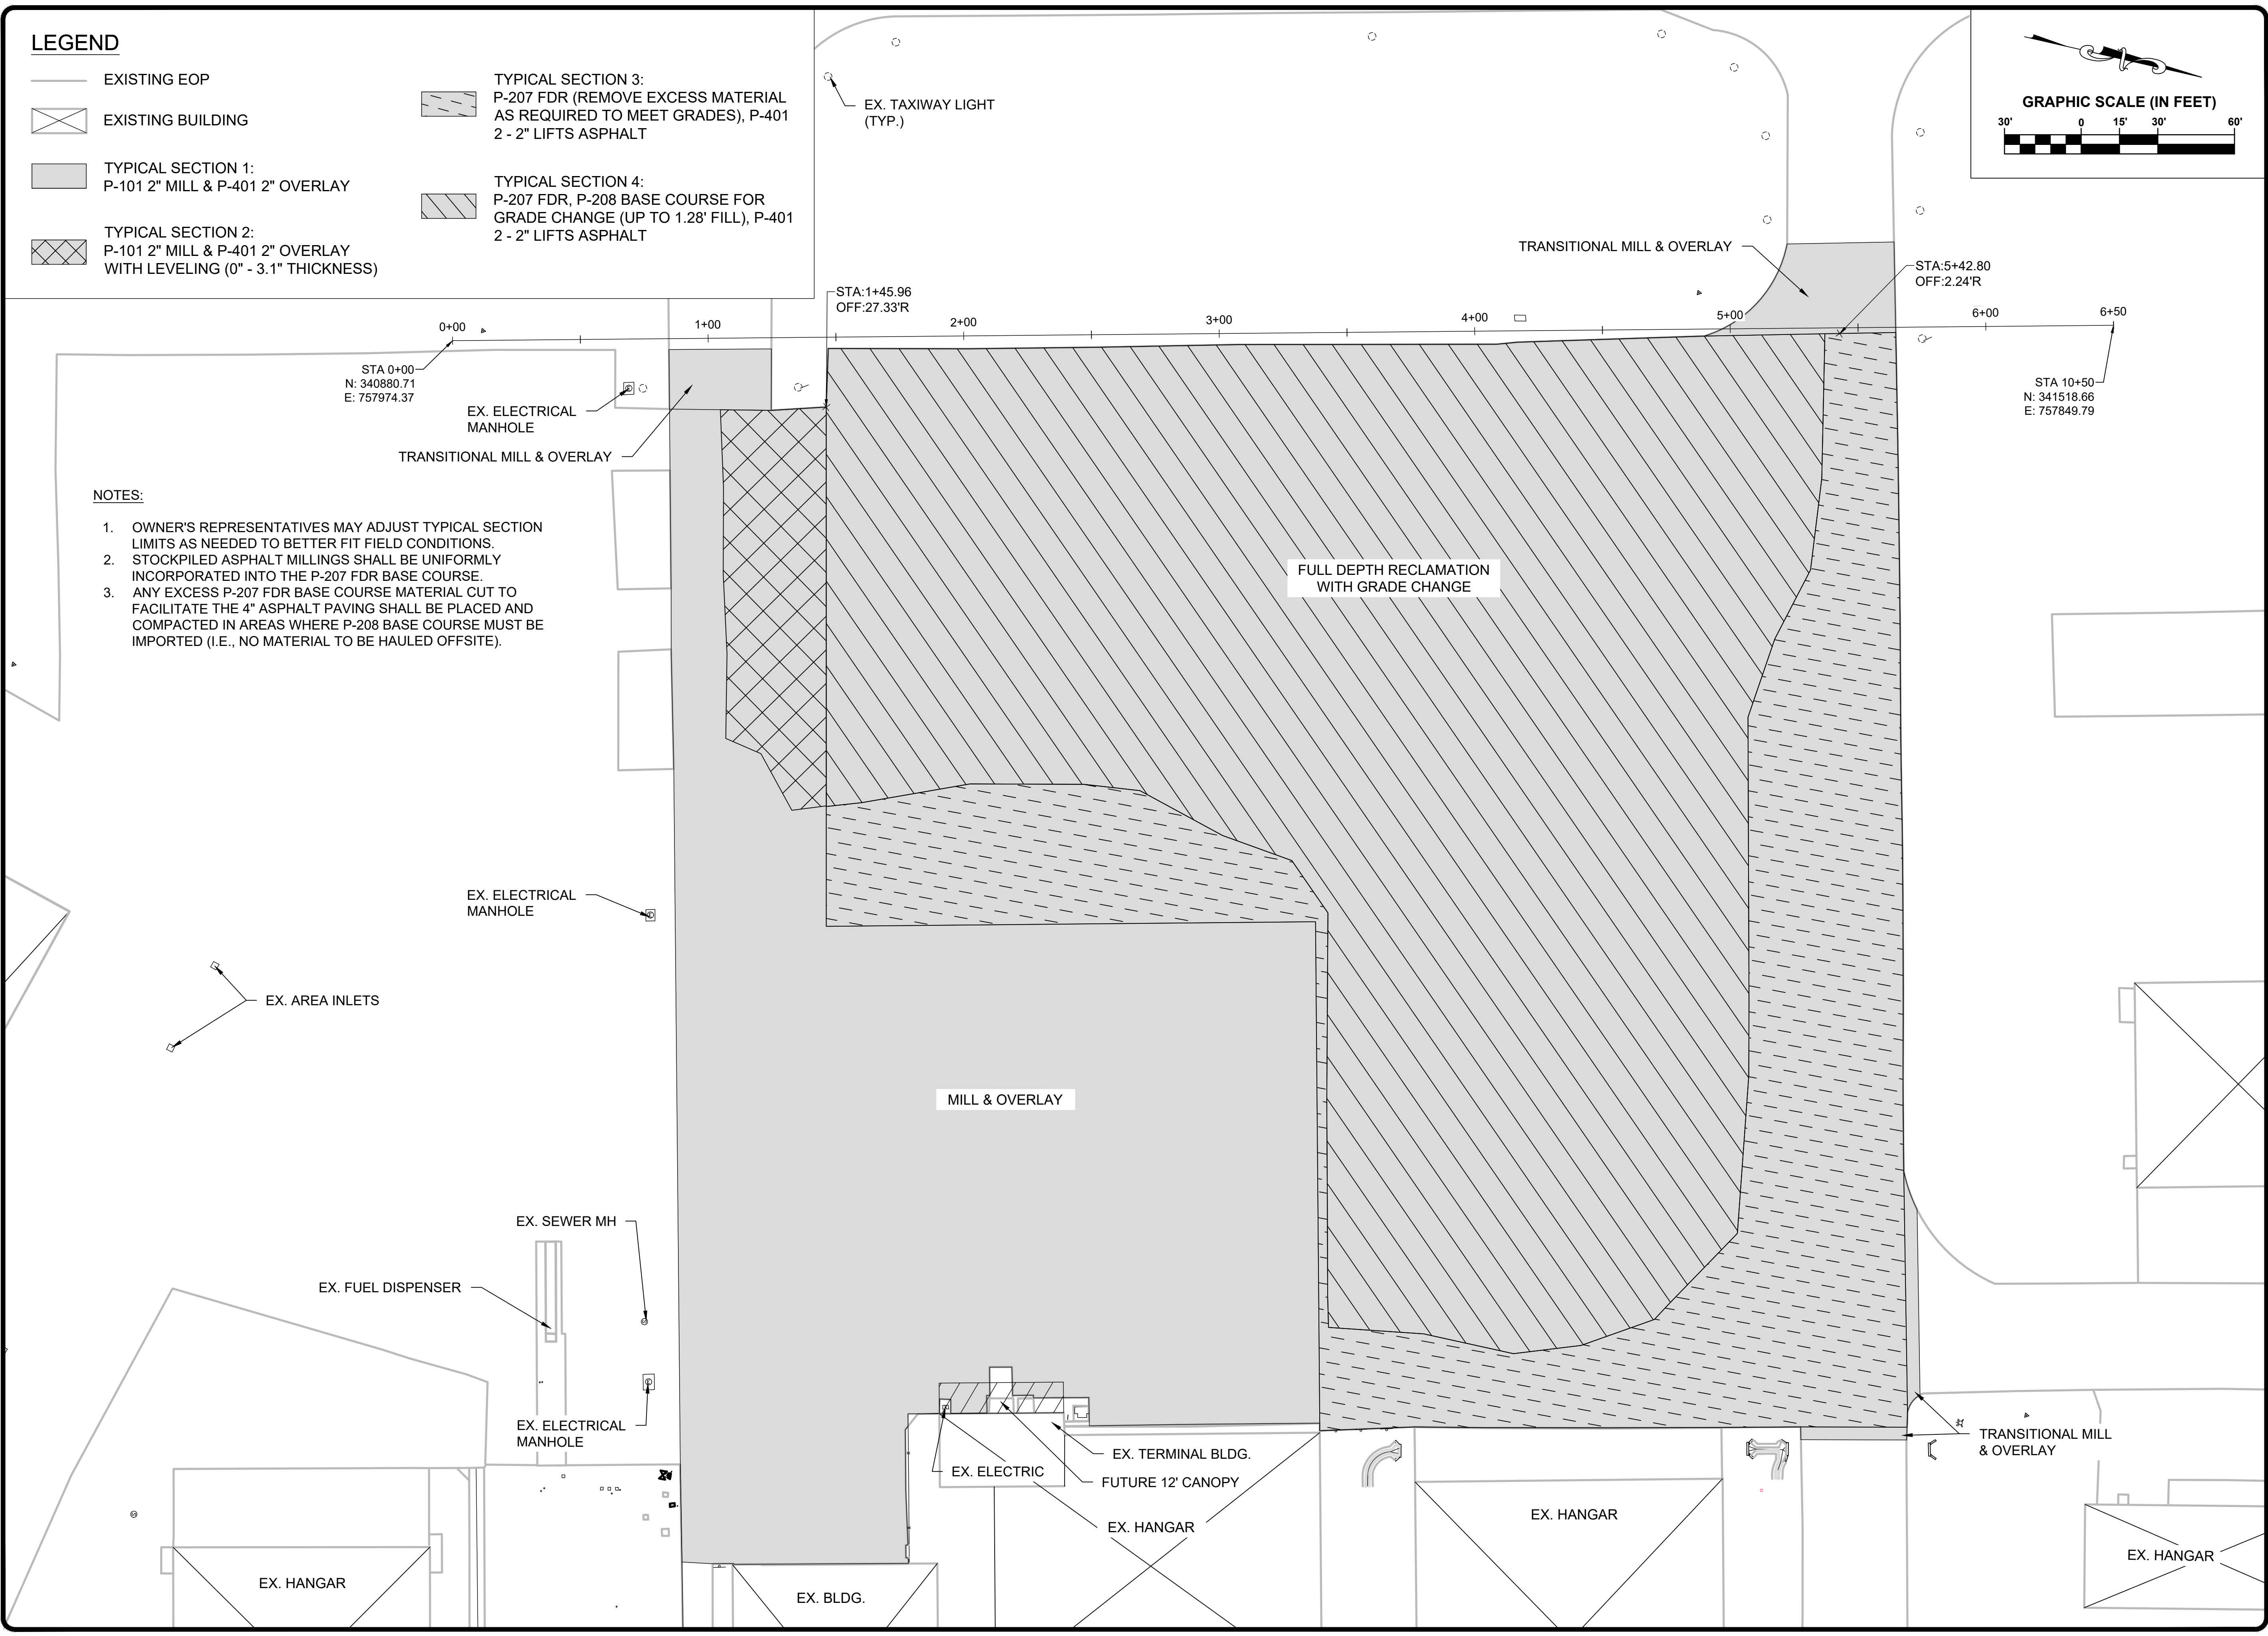 LEGEND
EXISTING EOP
EXISTING BUILDING
TYPICAL SECTION 1:
P-101 2" MILL & P-401 2" OVERLAY
TYPICAL SECTION 2:
P-101 2" MILL & P-401 2" OVERLAY
WITH LEVELING (0" - 3.1" THICKNESS)
TYPICAL SECTION 3:
P-207 FDR (REMOVE EXCESS MATERIAL
AS REQUIRED TO MEET GRADES), P-401
2 - 2" LIFTS ASPHALT
TYPICAL SECTION 4:
P-207 FDR, P-208 BASE COURSE FOR
GRADE CHANGE (UP TO 1.28' FILL), P-401
2 - 2" LIFTS ASPHALT
EX. TAXIWAY LIGHT
(TYP.)
GRAPHIC SCALE (IN FEET)
30' 0 15' 30' 60'
TRANSITIONAL MILL & OVERLAY
STA:5+42.80
OFF:2.24'R
STA:1+45.96
OFF:27.33'R
0+00 1+00 2+00 3+00 4+00 5+00 6+00 6+50
STA 0+00
N: 340880.71
E: 757974.37
STA 10+50
N: 341518.66
E: 757849.79
EX. ELECTRICAL
MANHOLE
TRANSITIONAL MILL & OVERLAY
NOTES:
1. OWNER'S REPRESENTATIVES MAY ADJUST TYPICAL SECTION
LIMITS AS NEEDED TO BETTER FIT FIELD CONDITIONS.
2. STOCKPILED ASPHALT MILLINGS SHALL BE UNIFORMLY
INCORPORATED INTO THE P-207 FDR BASE COURSE.
3. ANY EXCESS P-207 FDR BASE COURSE MATERIAL CUT TO
FACILITATE THE 4" ASPHALT PAVING SHALL BE PLACED AND
COMPACTED IN AREAS WHERE P-208 BASE COURSE MUST BE
IMPORTED (I.E., NO MATERIAL TO BE HAULED OFFSITE).
FULL DEPTH RECLAMATION
WITH GRADE CHANGE
EX. ELECTRICAL
MANHOLE
EX. AREA INLETS
MILL & OVERLAY
EX. SEWER MH
EX. FUEL DISPENSER
EX. ELECTRICAL
MANHOLE
EX. TERMINAL BLDG.
EX. ELECTRIC
FUTURE 12' CANOPY
TRANSITIONAL MILL
& OVERLAY
EX. HANGAR
EX. HANGAR
EX. HANGAR
EX. HANGAR
EX. BLDG.